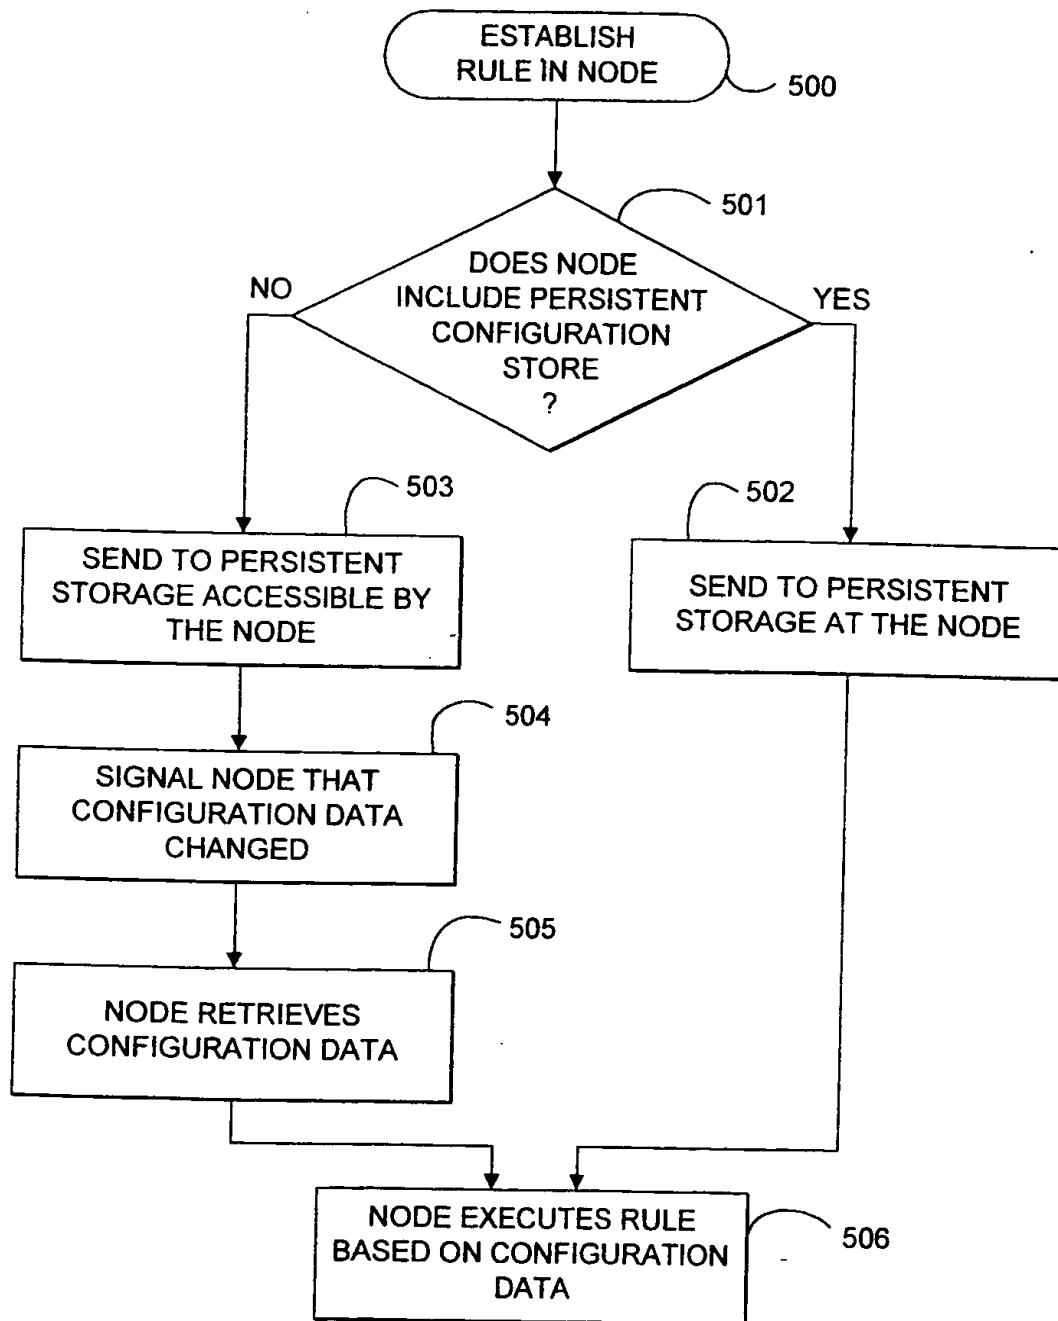 ESTABLISH
RULE IN NODE
500
501
DOES NODE
INCLUDE PERSISTENT
CONFIGURATION
STORE
?
NO
YES
503
502
SEND TO PERSISTENT
STORAGE ACCESSIBLE BY
THE NODE
SEND TO PERSISTENT
STORAGE AT THE NODE
504
SIGNAL NODE THAT
CONFIGURATION DATA
CHANGED
505
NODE RETRIEVES
CONFIGURATION DATA
NODE EXECUTES RULE
BASED ON CONFIGURATION
DATA
506